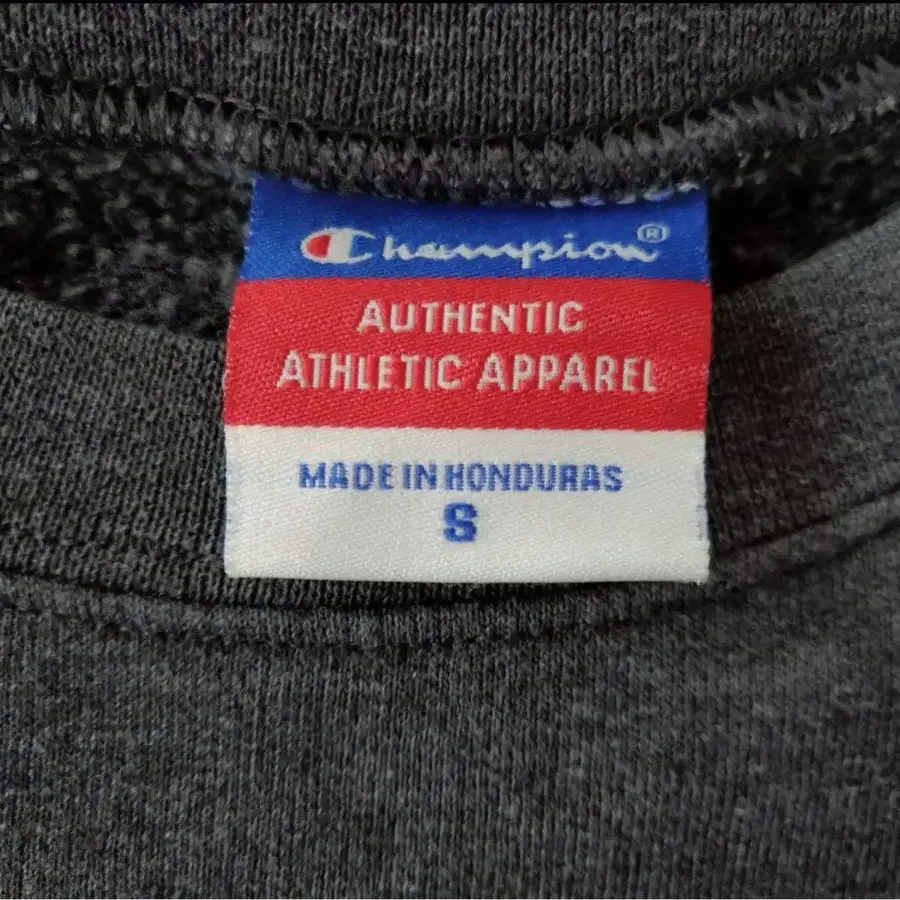 Champion®
AUTHENTIC
ATHLETIC APPAREL
MADE IN HONDURAS
S